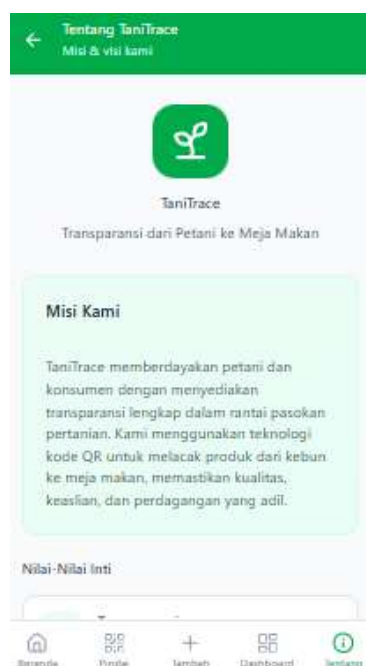 Tentang TaniTrace
Misi & visi kami
TaniTrace
Transparansi dari Petani ke Meja Makan
Misi Kami
TaniTrace memberdayakan petani dan
konsumen dengan menyediakan
transparansi lengkap dalam rantai pasokan
pertanian. Kami menggunakan teknologi
kode QR untuk melacak produk dari kebun
ke meja makan, memastikan kualitas,
keaslian, dan perdagangan yang adil.
Nilai-Nilai Inti
Beranda Pindai Tambah Dashboard Tentang